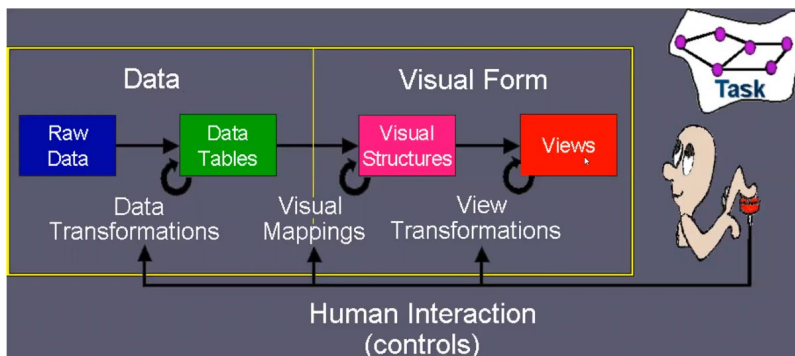 Data
Visual Form
Task
Raw
Data
Data
Tables
Visual
Structures
Views
Data
Transformations
Visual
Mappings
View
Transformations
Human Interaction
(controls)